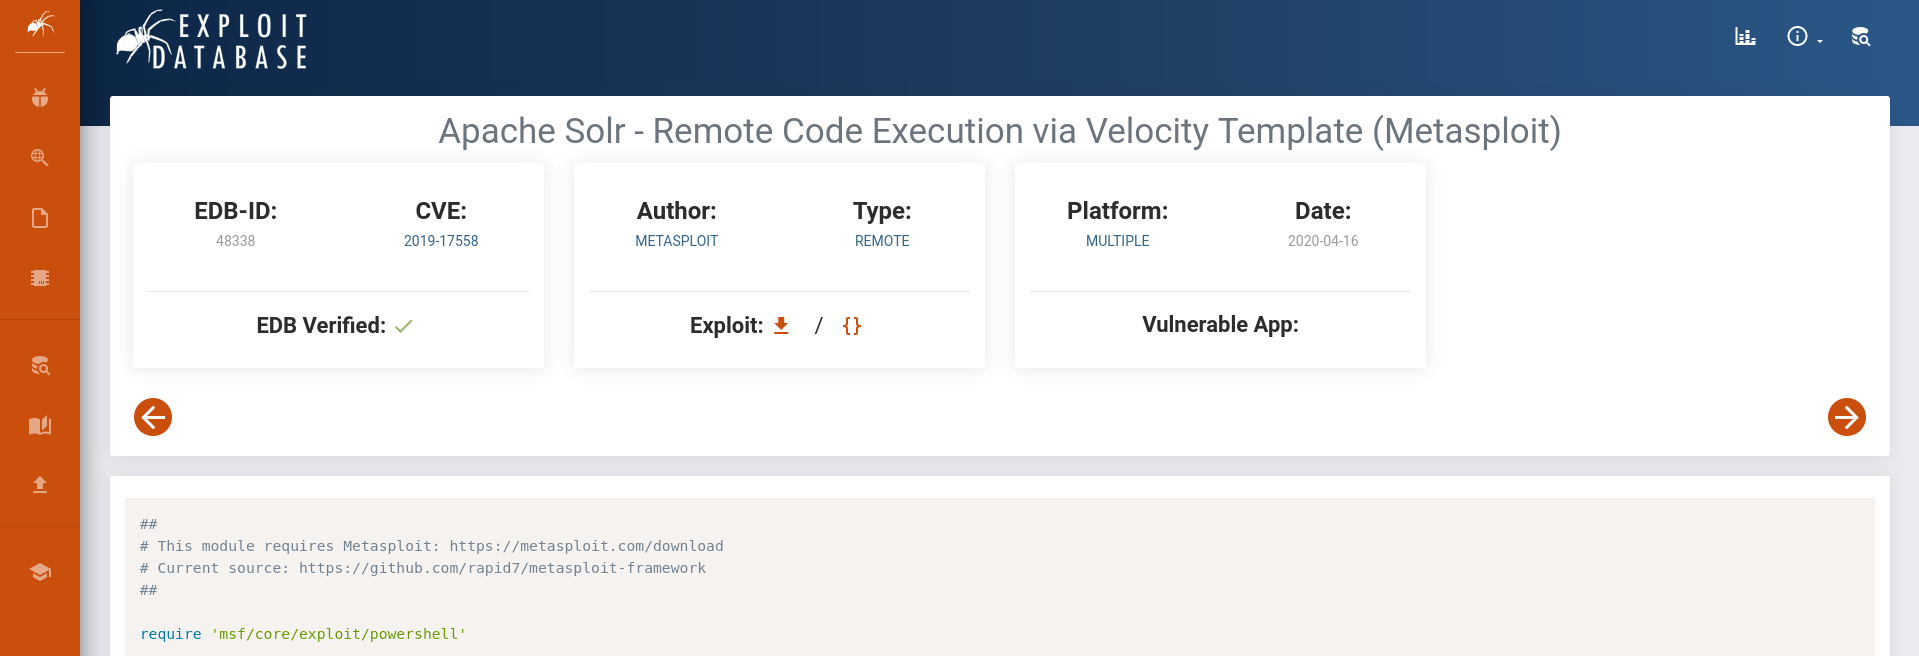 EXPLOIT
DATABASE
Apache Solr - Remote Code Execution via Velocity Template (Metasploit)
EDB-ID:
48338
CVE:
2019-17558
EDB Verified:
Author:
METASPLOIT
Type:
REMOTE
Exploit: / {}
Platform:
MULTIPLE
Date:
2020-04-16
Vulnerable App:
##
# This module requires Metasploit: https://metasploit.com/download
# Current source: https://github.com/rapid7/metasploit-framework
##
require 'msf/core/exploit/powershell'